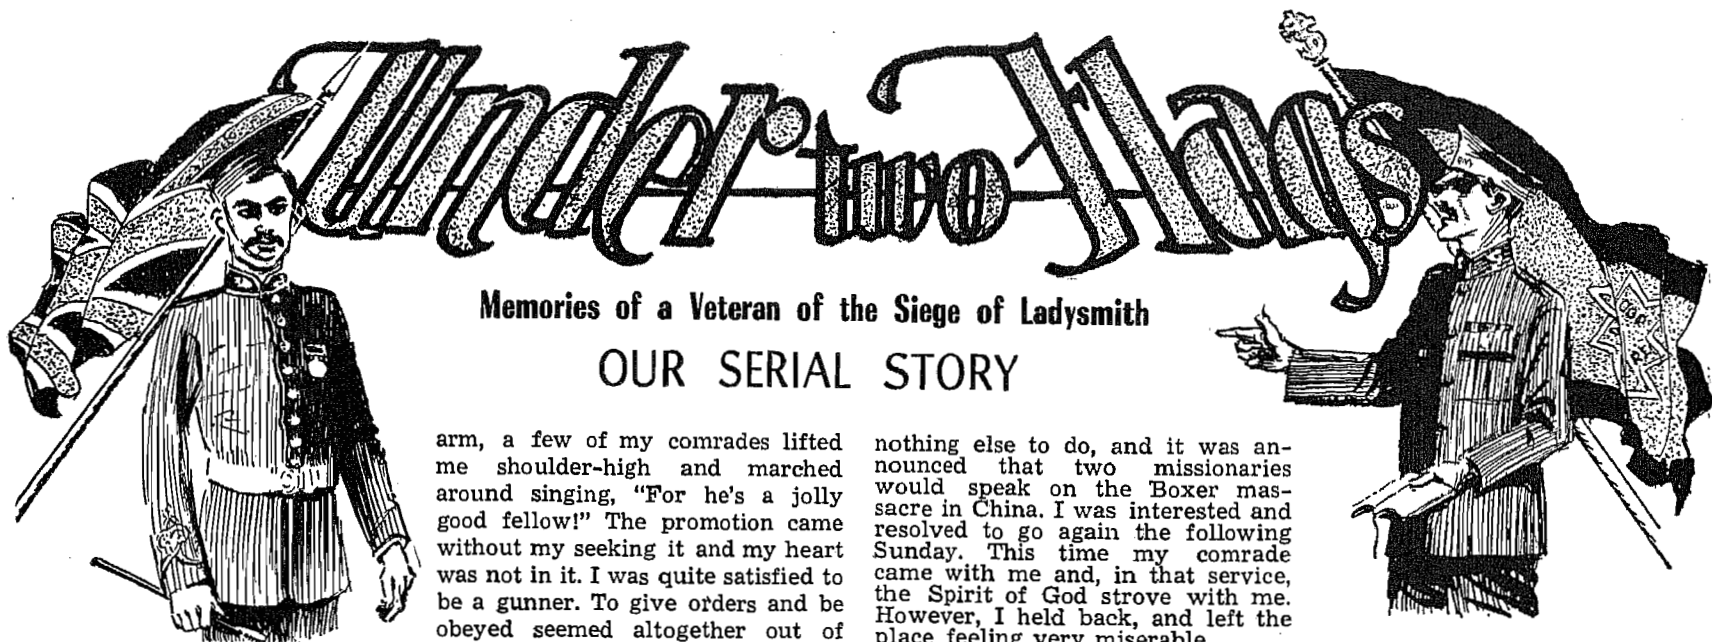 Under two Flags
Memories of a Veteran of the Siege of Ladysmith
OUR SERIAL STORY
arm, a few of my comrades lifted
me shoulder-high and marched
around singing, "For he's a jolly
good fellow!" The promotion came
without my seeking it and my heart
was not in it. I was quite satisfied to
be a gunner. To give orders and be
obeyed seemed altogether out of
nothing else to do, and it was an-
nounced that two missionaries
would speak on the Boxer mas-
sacre in China. I was interested and
resolved to go again the following
Sunday. This time my comrade
came with me and, in that service,
the Spirit of God strove with me.
However, I held back, and left the
place feeling very miserable.